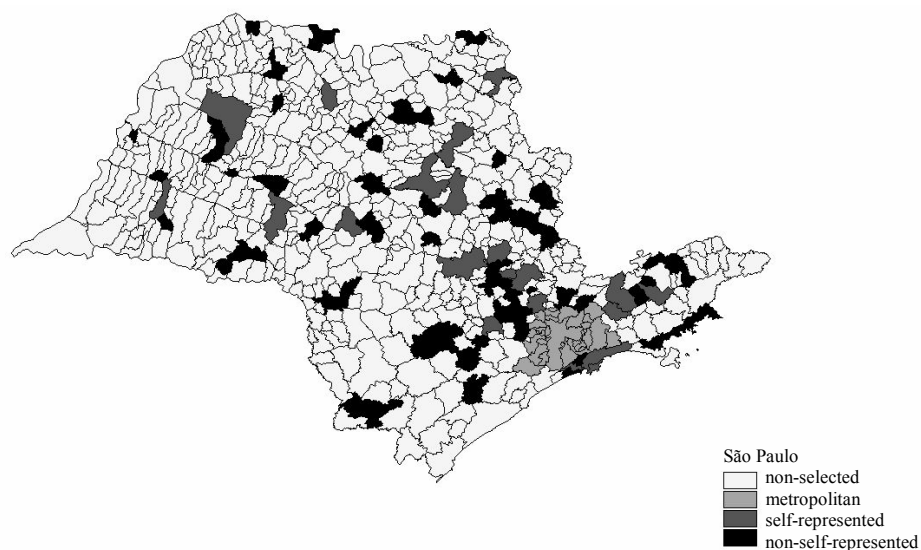 São Paulo
non-selected
metropolitan
self-represented
non-self-represented